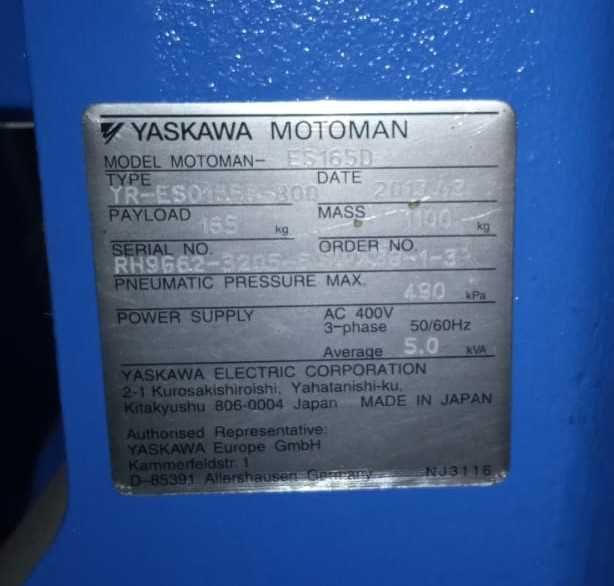 YASKAWA MOTOMAN
MODEL MOTOMAN- ES165D
TYPE DATE
PAYLOAD 165 kg MASS 1100 kg
SERIAL NO. ORDER NO.
PNEUMATIC PRESSURE MAX. 490 kPa
POWER SUPPLY AC 400V
3-phase 50/60Hz
Average 5.0 kVA
YASKAWA ELECTRIC CORPORATION
2-1 Kurosakishiroishi, Yahatanishi-ku,
Kitakyushu 806-0004 Japan MADE IN JAPAN
Authorised Representative:
YASKAWA Europe GmbH
Kammerfeldstr. 1
D-85391 Allershausen Germany NJ3116